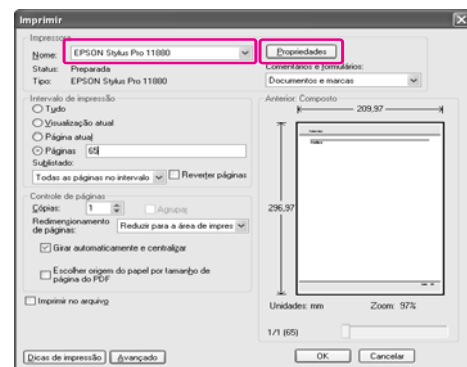 Imprimir
Impressora
Nome: EPSON Stylus Pro 11880 Propriedades
Status: Preparada Comentários e formulários:
Tipo: EPSON Stylus Pro 11880 Documentos e marcas
Intervalo de impressão
Tudo
Visualização atual
Página atual
Páginas 65
Sublistado:
Todas as páginas no intervalo Reverter páginas
Controle de páginas
Cópias: 1 Agrupar
Redimensionamento de páginas: Reduzir para a área de impres
Girar automaticamente e centralizar
Escolher origem do papel por tamanho de
página do PDF
Imprimir no arquivo
Anterior: Composto
209,97
296,97
Unidades: mm Zoom: 97%
1/1 (65)
Dicas de impressão Avançado OK Cancelar